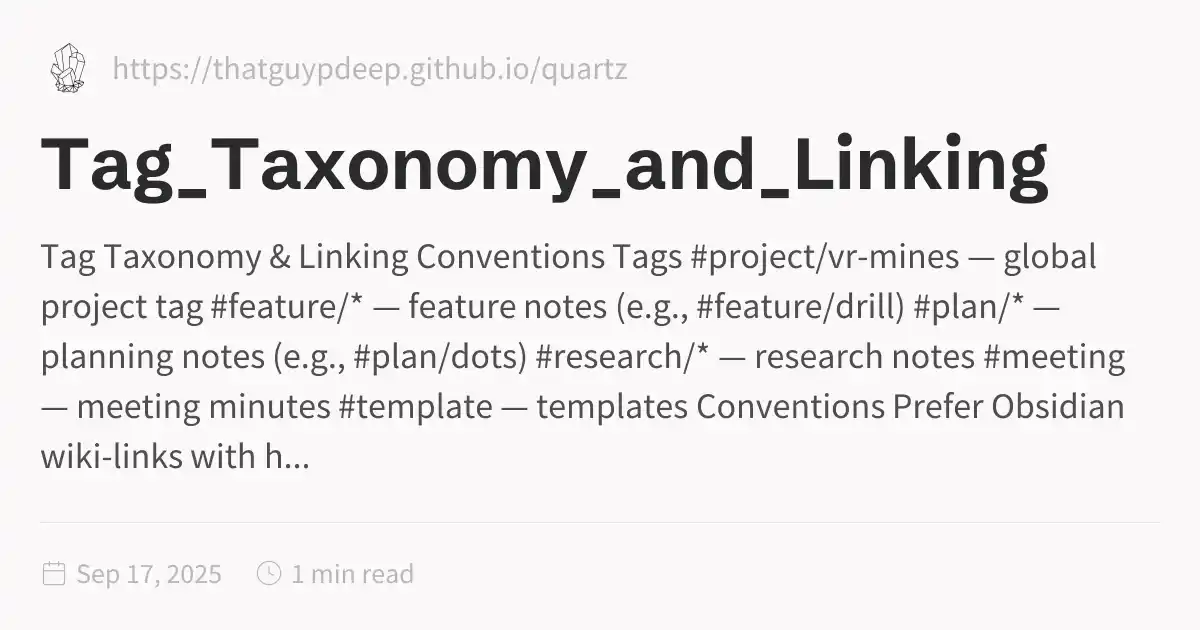 https://thatguypdeep.github.io/quartz
Tag_Taxonomy_and_Linking
Tag Taxonomy & Linking Conventions Tags #project/vr-mines — global
project tag #feature/* — feature notes (e.g., #feature/drill) #plan/* —
planning notes (e.g., #plan/dots) #research/* — research notes #meeting
— meeting minutes #template — templates Conventions Prefer Obsidian
wiki-links with h...
Sep 17, 2025 1 min read